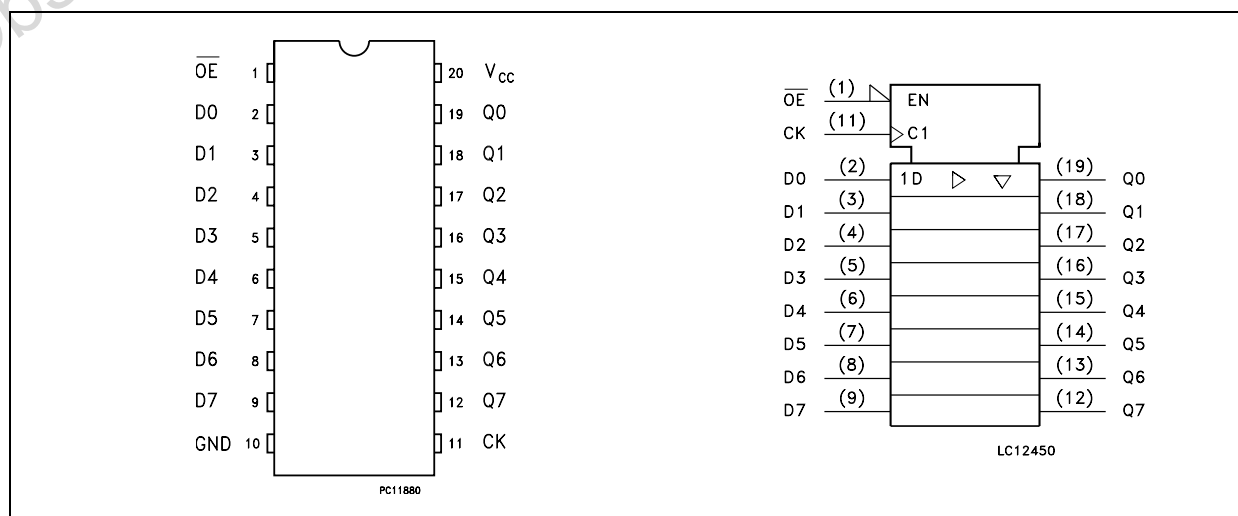 O̅E̅ 1 20 VCC
D0 2 19 Q0
D1 3 18 Q1
D2 4 17 Q2
D3 5 16 Q3
D4 6 15 Q4
D5 7 14 Q5
D6 8 13 Q6
D7 9 12 Q7
GND 10 11 CK
PC11880
O̅E̅ (1) EN
CK (11) C1
D0 (2) 1D (19) Q0
D1 (3) (18) Q1
D2 (4) (17) Q2
D3 (5) (16) Q3
D4 (6) (15) Q4
D5 (7) (14) Q5
D6 (8) (13) Q6
D7 (9) (12) Q7
LC12450